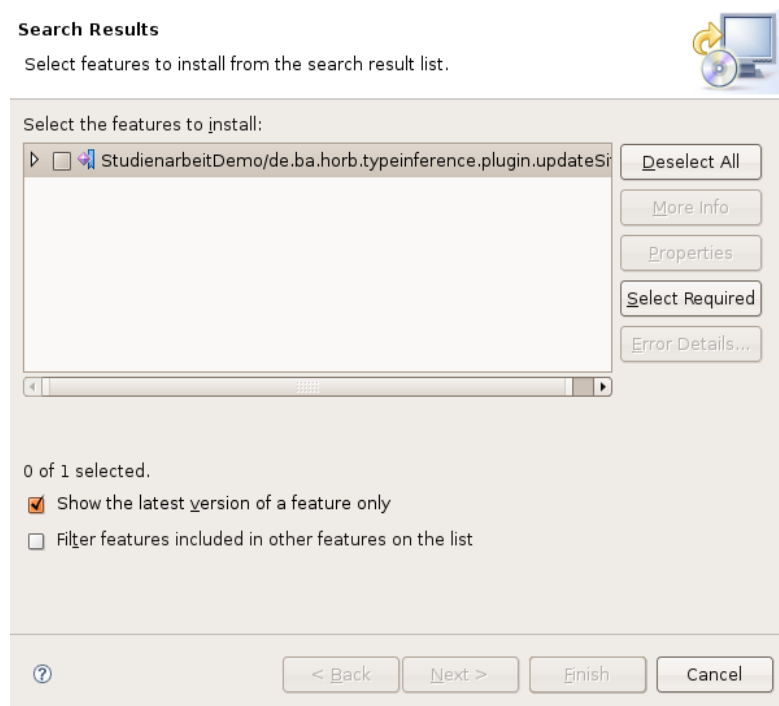 Search Results
Select features to install from the search result list.
Select the features to install:
StudienarbeitDemo/de.ba.horb.typeinference.plugin.updateSi
Deselect All
More Info
Properties
Select Required
Error Details...
0 of 1 selected.
Show the latest version of a feature only
Filter features included in other features on the list
?
< Back
Next >
Finish
Cancel